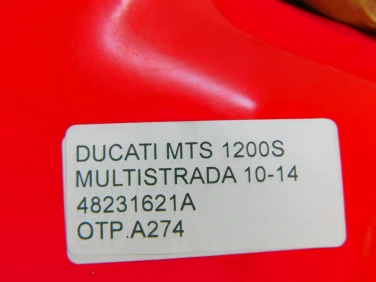 DUCATI MTS 1200S
MULTISTRADA 10-14
48231621A
OTP.A274